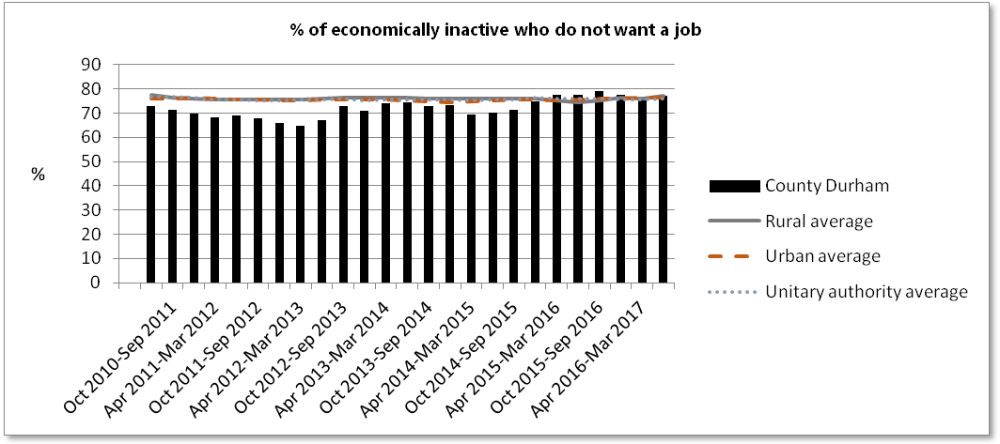 % of economically inactive who do not want a job
90
80
70
60
50
40
30
20
10
0
%
Oct 2010-Sep 2011
Apr 2011-Mar 2012
Oct 2011-Sep 2012
Apr 2012-Mar 2013
Oct 2012-Sep 2013
Apr 2013-Mar 2014
Oct 2013-Sep 2014
Apr 2014-Mar 2015
Oct 2014-Sep 2015
Apr 2015-Mar 2016
Oct 2015-Sep 2016
Apr 2016-Mar 2017
County Durham
Rural average
Urban average
Unitary authority average